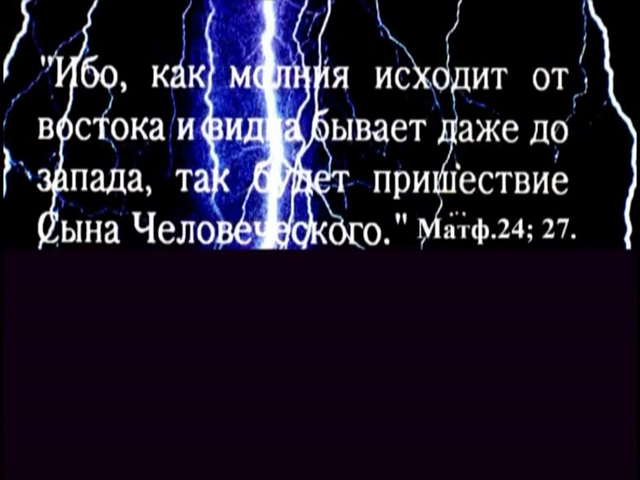 "Ибо, как молния исходит от
востока и видна бывает даже до
запада, так будет пришествие
Сына Человеческого." Матф.24; 27.